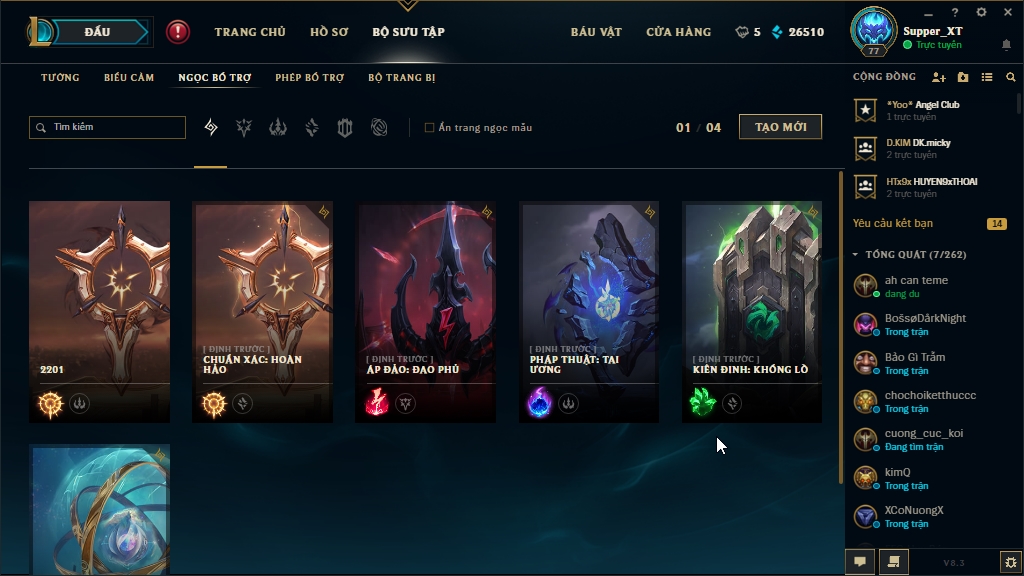 ĐẤU
TRANG CHỦ
HỒ SƠ
BỘ SƯU TẬP
BÁU VẬT
CỬA HÀNG
5
26510
77
Supper_XT
Trực tuyến
TƯỚNG
BIỂU CẢM
NGỌC BỔ TRỢ
PHÉP BỔ TRỢ
BỘ TRANG BỊ
CỘNG ĐỒNG
Tìm kiếm
Ẩn trang ngọc mẫu
01 / 04
TẠO MỚI
2201
[ ĐỊNH TRƯỚC ]
CHUẨN XÁC: HOÀN
HẢO
[ ĐỊNH TRƯỚC ]
ÁP ĐẢO: ĐAO PHỦ
[ ĐỊNH TRƯỚC ]
PHÁP THUẬT: TAI
ƯƠNG
[ ĐỊNH TRƯỚC ]
KIÊN ĐỊNH: KHỔNG LỒ
*Yoo* Angel Club
1 trực tuyến
D.KIM DK.micky
2 trực tuyến
HTx9x HUYEN9xTHOAI
2 trực tuyến
Yêu cầu kết bạn
14
TỔNG QUÁT (7/262)
ah can teme
dang du
BošsøDårkNight
Trong trận
Bảo Gì Trầm
Trong trận
chochoiketthuccc
Trong trận
cuong_cuc_koi
Đang tìm trận
kimQ
Trong trận
XCoNuongX
Trong trận
V8.3